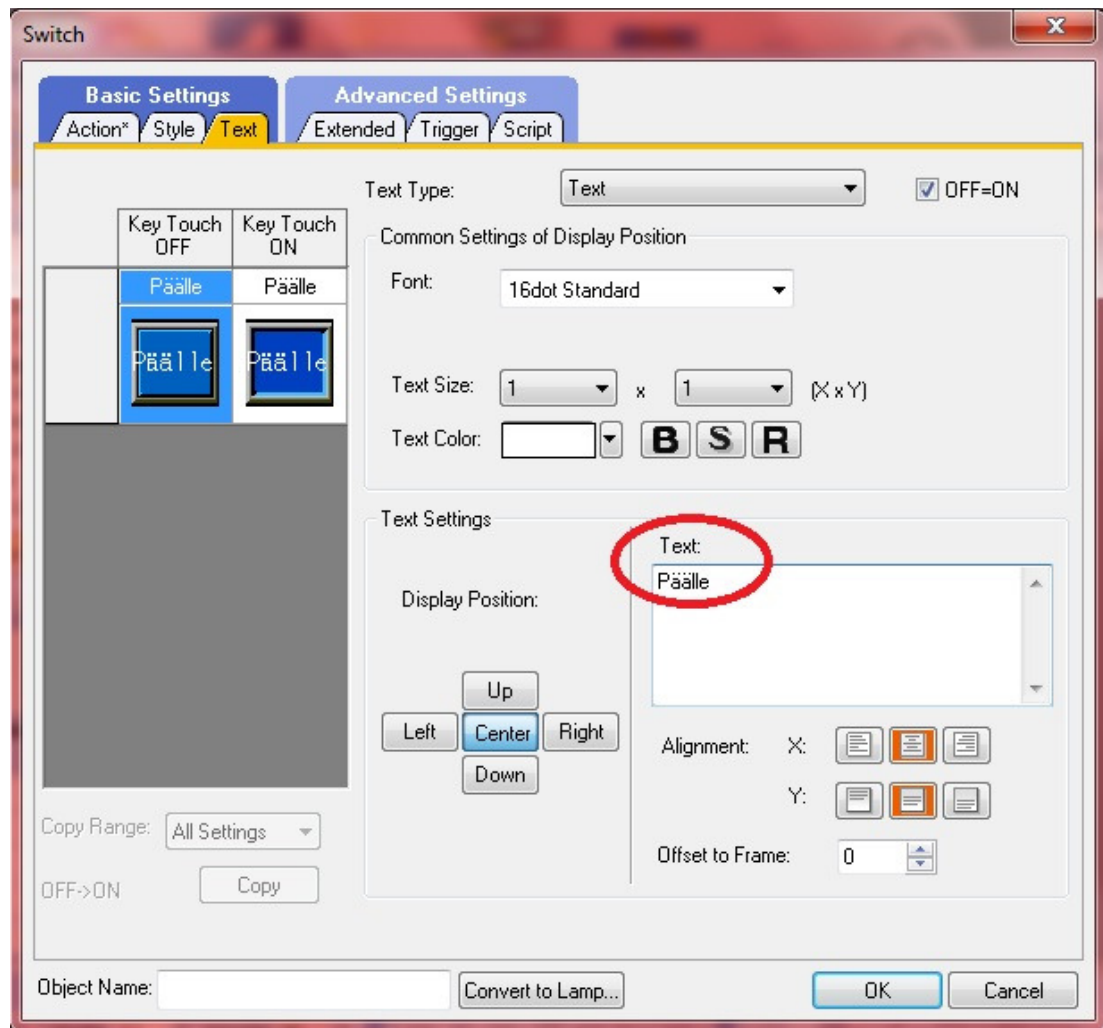 Switch
x
Basic Settings
Advanced Settings
Action* Style Text
Extended Trigger Script
Text Type: Text
OFF=ON
Key Touch OFF
Key Touch ON
Päälle Päälle
Päälle Päälle
Common Settings of Display Position
Font: 16dot Standard
Text Size: 1 x 1 (X x Y)
Text Color: B S R
Text Settings
Display Position:
Up
Left Center Right
Down
Text:
Päälle
Alignment: X:
Y:
Offset to Frame: 0
Copy Range: All Settings
OFF->ON Copy
Object Name:
Convert to Lamp...
OK Cancel